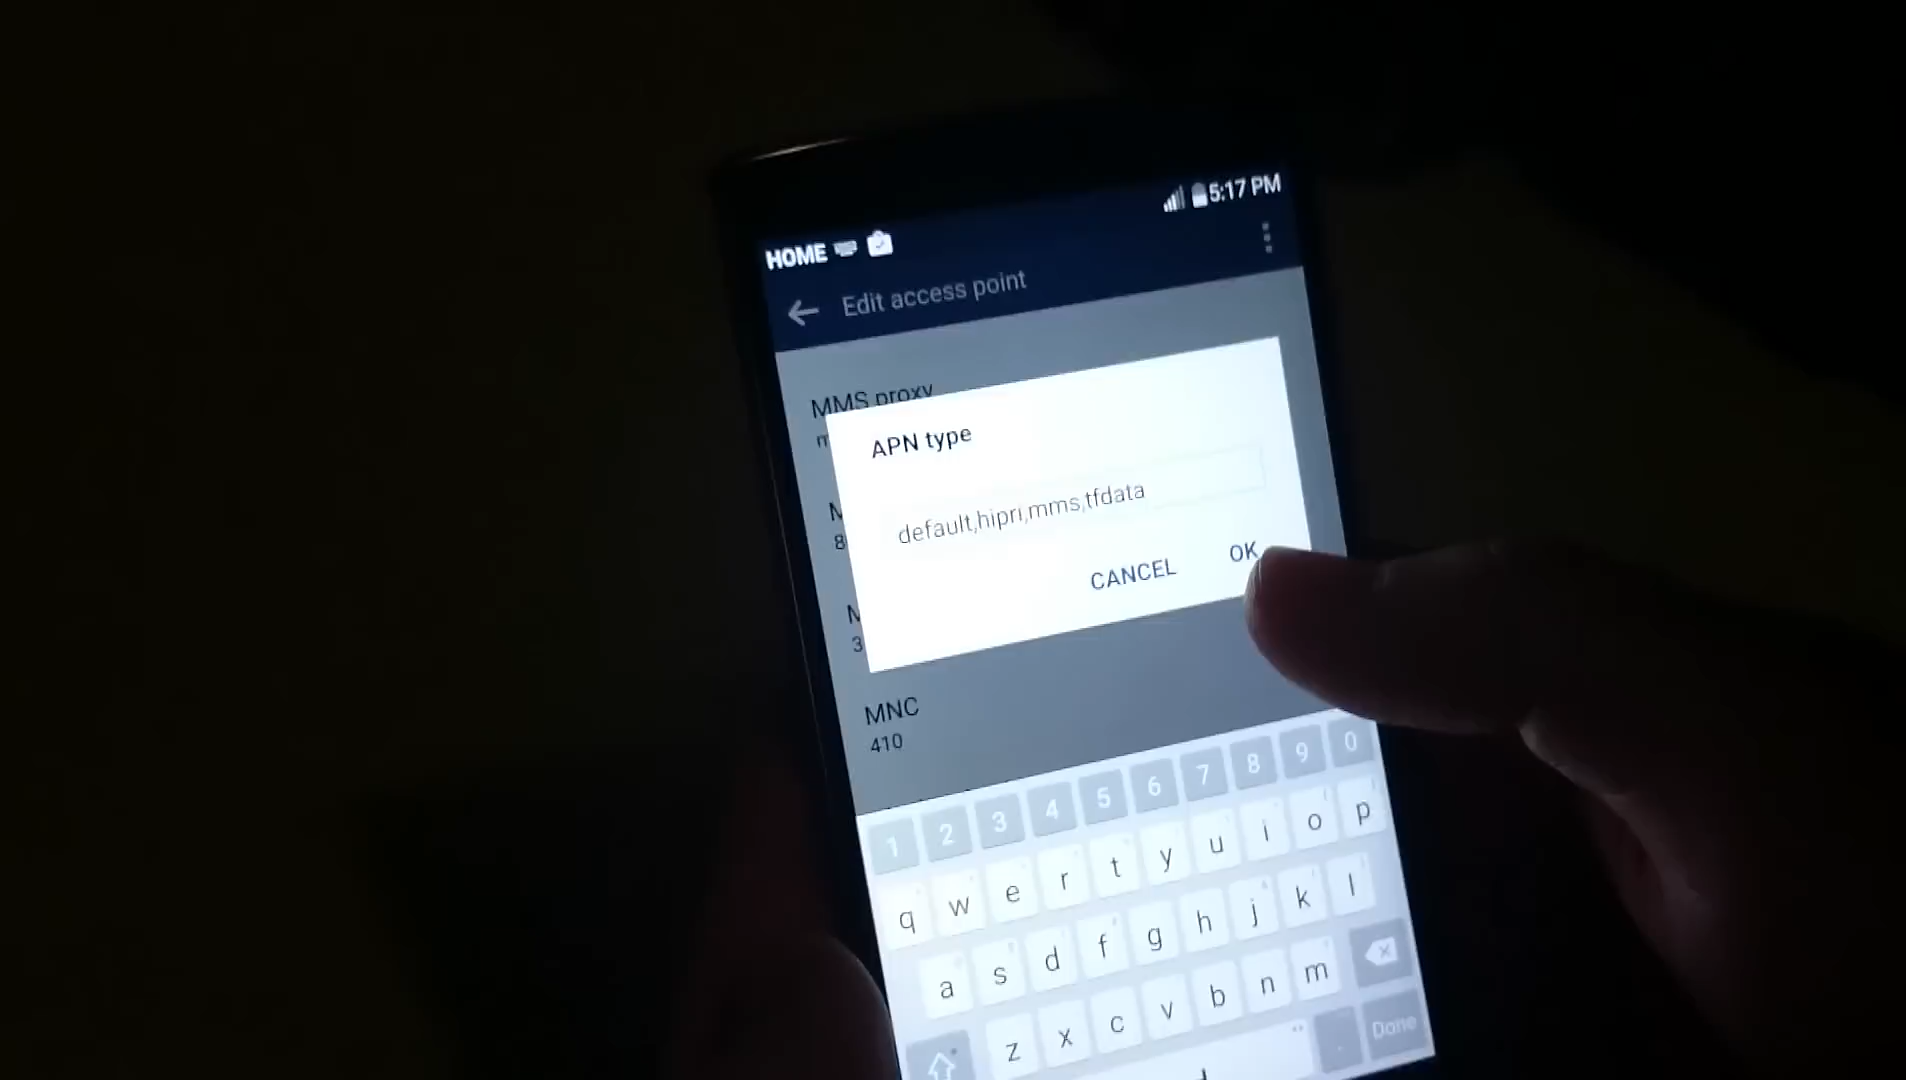 5:17 PM
HOME
Edit access point
MMS proxy
APN type
default,hipri,mms,tfdata
CANCEL OK
MNC
410
1 2 3 4 5 6 7 8 9 0
q w e r t y u i o p
a s d f g h j k l
z x c v b n m
. Done